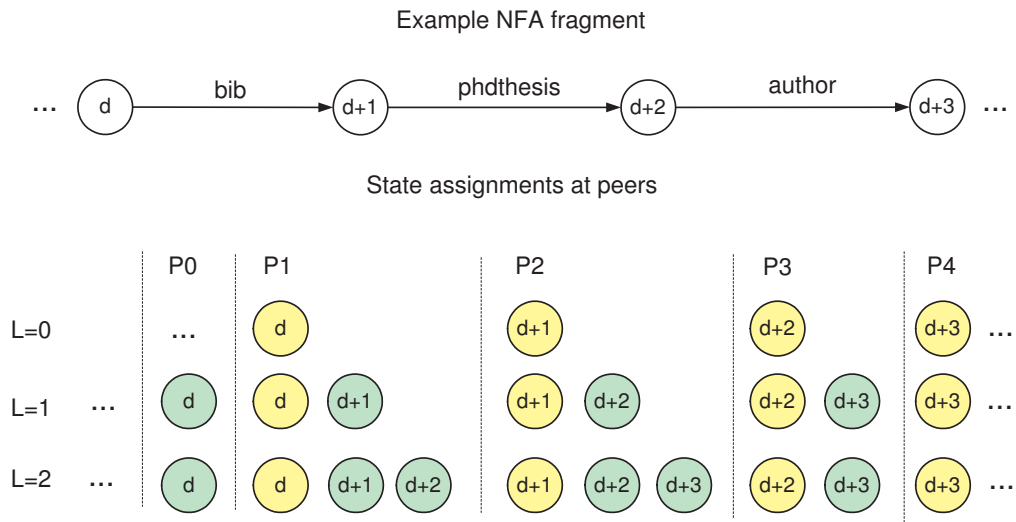 Example NFA fragment
... d bib d+1 phdthesis d+2 author d+3 ...
State assignments at peers
P0 P1 P2 P3 P4
L=0 ... d d+1 d+2 d+3 ...
L=1 ... d d d+1 d+1 d+2 d+2 d+3 d+3 ...
L=2 ... d d d+1 d+2 d+1 d+2 d+3 d+2 d+3 d+3 ...